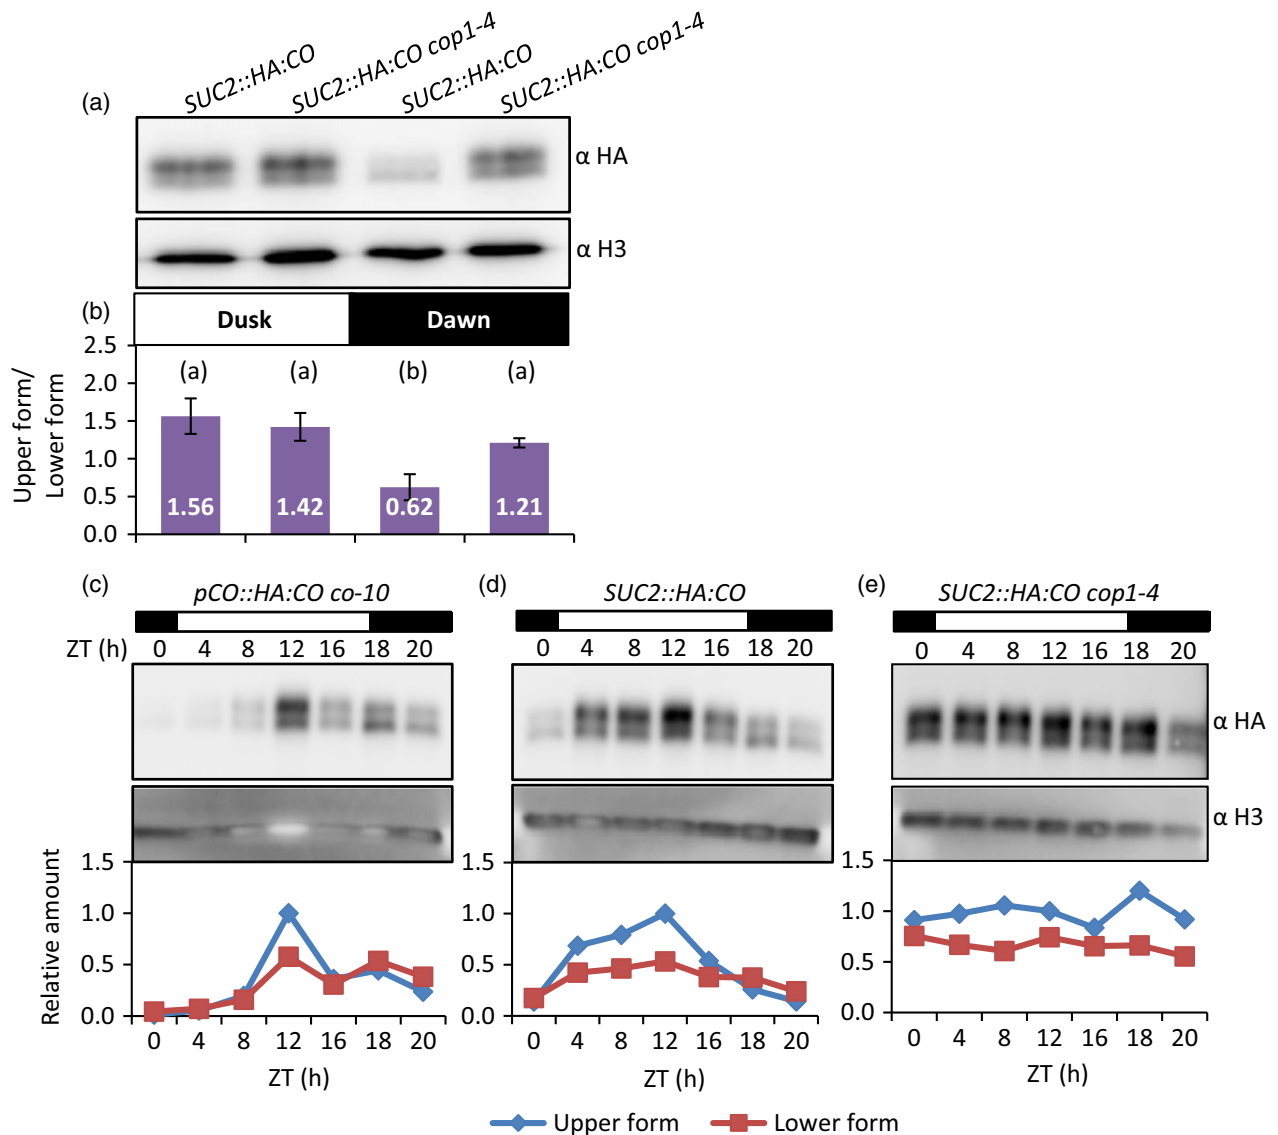 SUC2::HA:CO
SUC2::HA:CO cop1-4
SUC2::HA:CO
SUC2::HA:CO cop1-4
(a)
α HA
α H3
(b)
Dusk
Dawn
2.5
2.0
1.5
1.0
0.5
0.0
Upper form/
Lower form
(a)
(a)
(b)
(a)
1.56
1.42
0.62
1.21
(c)
pCO::HA:CO co-10
ZT (h)
0 4 8 12 16 18 20
1.5
1.0
0.5
0.0
Relative amount
0 4 8 12 16 18 20
ZT (h)
(d)
SUC2::HA:CO
0 4 8 12 16 18 20
1.5
1.0
0.5
0.0
0 4 8 12 16 18 20
ZT (h)
(e)
SUC2::HA:CO cop1-4
0 4 8 12 16 18 20
α HA
α H3
1.5
1.0
0.5
0.0
0 4 8 12 16 18 20
ZT (h)
Upper form
Lower form